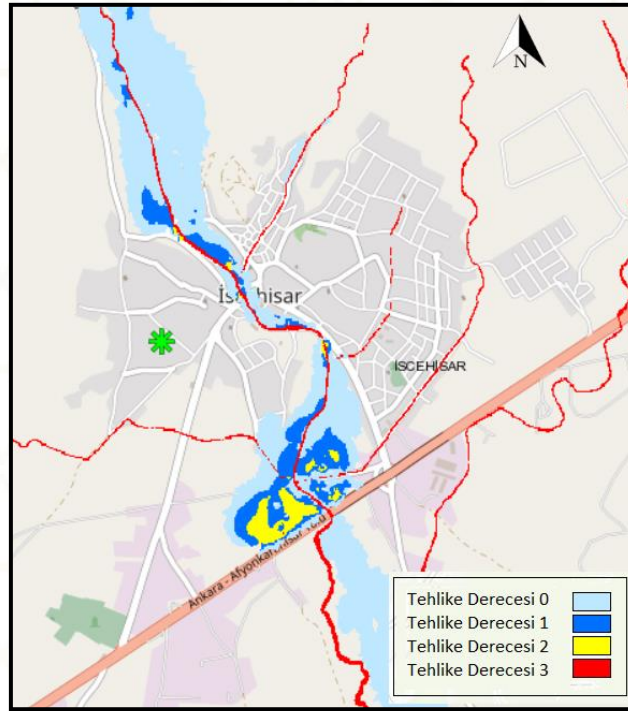 N
İscehisar
İSCEHİSAR
Ankara - Afyonkarahisar Yolu
Tehlike Derecesi 0
Tehlike Derecesi 1
Tehlike Derecesi 2
Tehlike Derecesi 3